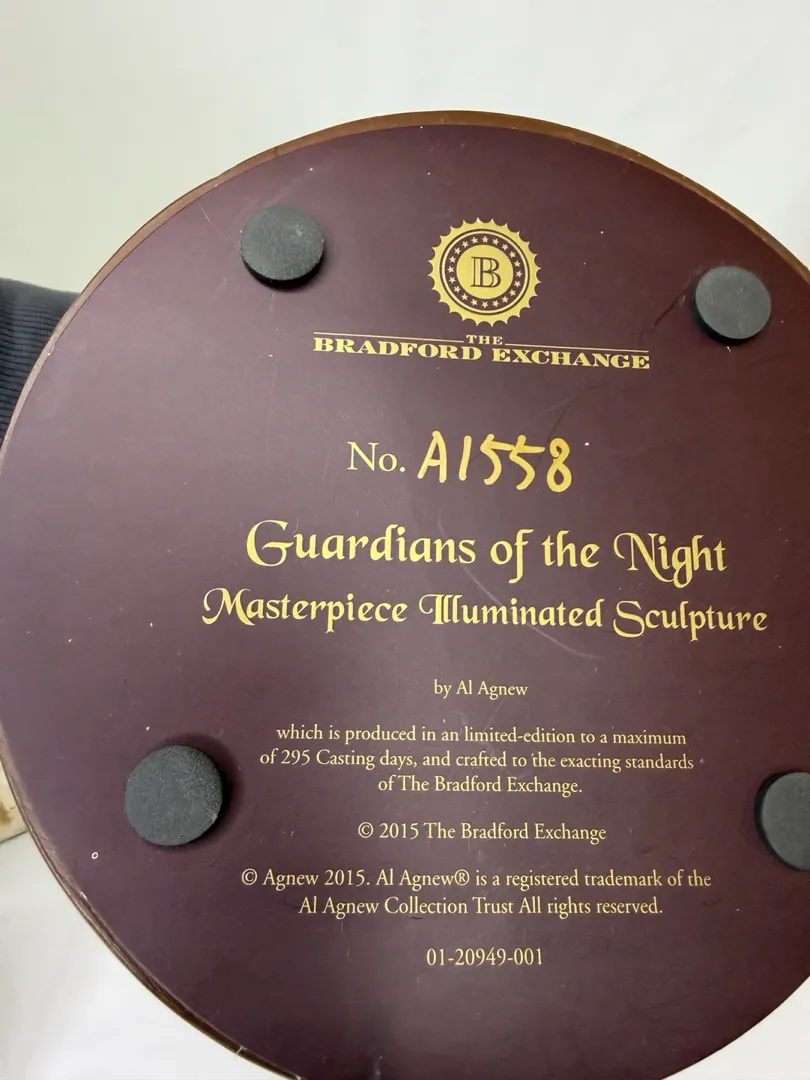 B
THE
BRADFORD EXCHANGE
No. A1558
Guardians of the Night
Masterpiece Illuminated Sculpture
by Al Agnew
which is produced in an limited-edition to a maximum
of 295 Casting days, and crafted to the exacting standards
of The Bradford Exchange.
© 2015 The Bradford Exchange
© Agnew 2015. Al Agnew® is a registered trademark of the
Al Agnew Collection Trust All rights reserved.
01-20949-001